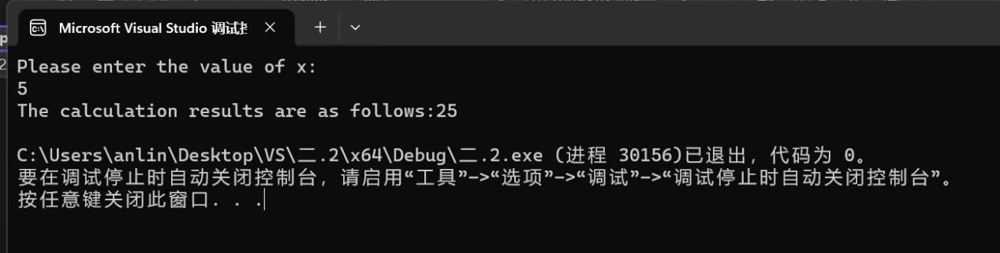 Microsoft Visual Studio 调试控
Please enter the value of x:
5
The calculation results are as follows:25
C:\Users\anlin\Desktop\VS\二.2\x64\Debug\二.2.exe (进程 30156)已退出，代码为 0。
要在调试停止时自动关闭控制台，请启用“工具”->“选项”->“调试”->“调试停止时自动关闭控制台”。
按任意键关闭此窗口. . .